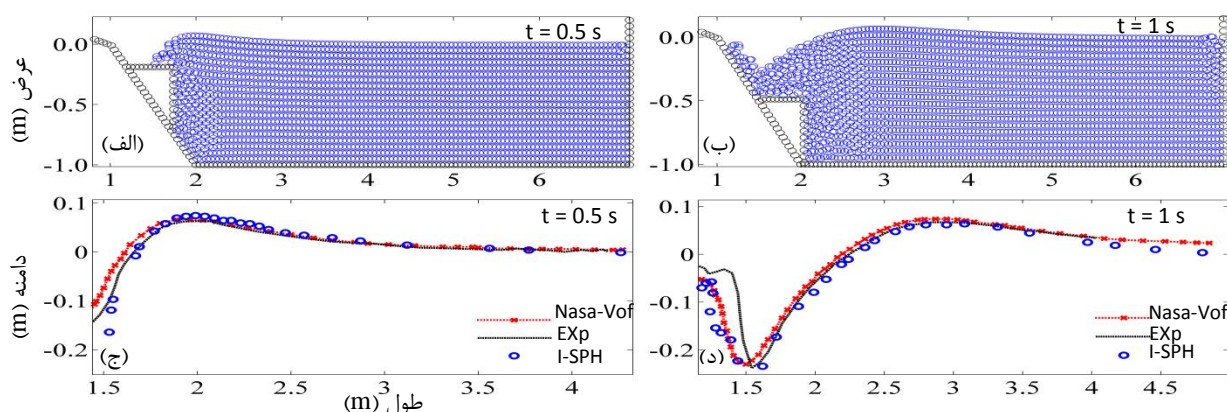 t = 0.5 s
0.0
-0.5
-1.0
عرض (m)
(الف)
1 2 3 4 5 6
t = 1 s
0.0
-0.5
-1.0
(ب)
1 2 3 4 5 6
t = 0.5 s
0.1
0
-0.1
-0.2
دامنه (m)
Nasa-Vof
EXp
I-SPH
(ج)
1.5 2 2.5 3 3.5 4
t = 1 s
0.1
0
-0.1
-0.2
Nasa-Vof
EXp
I-SPH
(د)
1.5 2 2.5 3 3.5 4 4.5
طول (m)